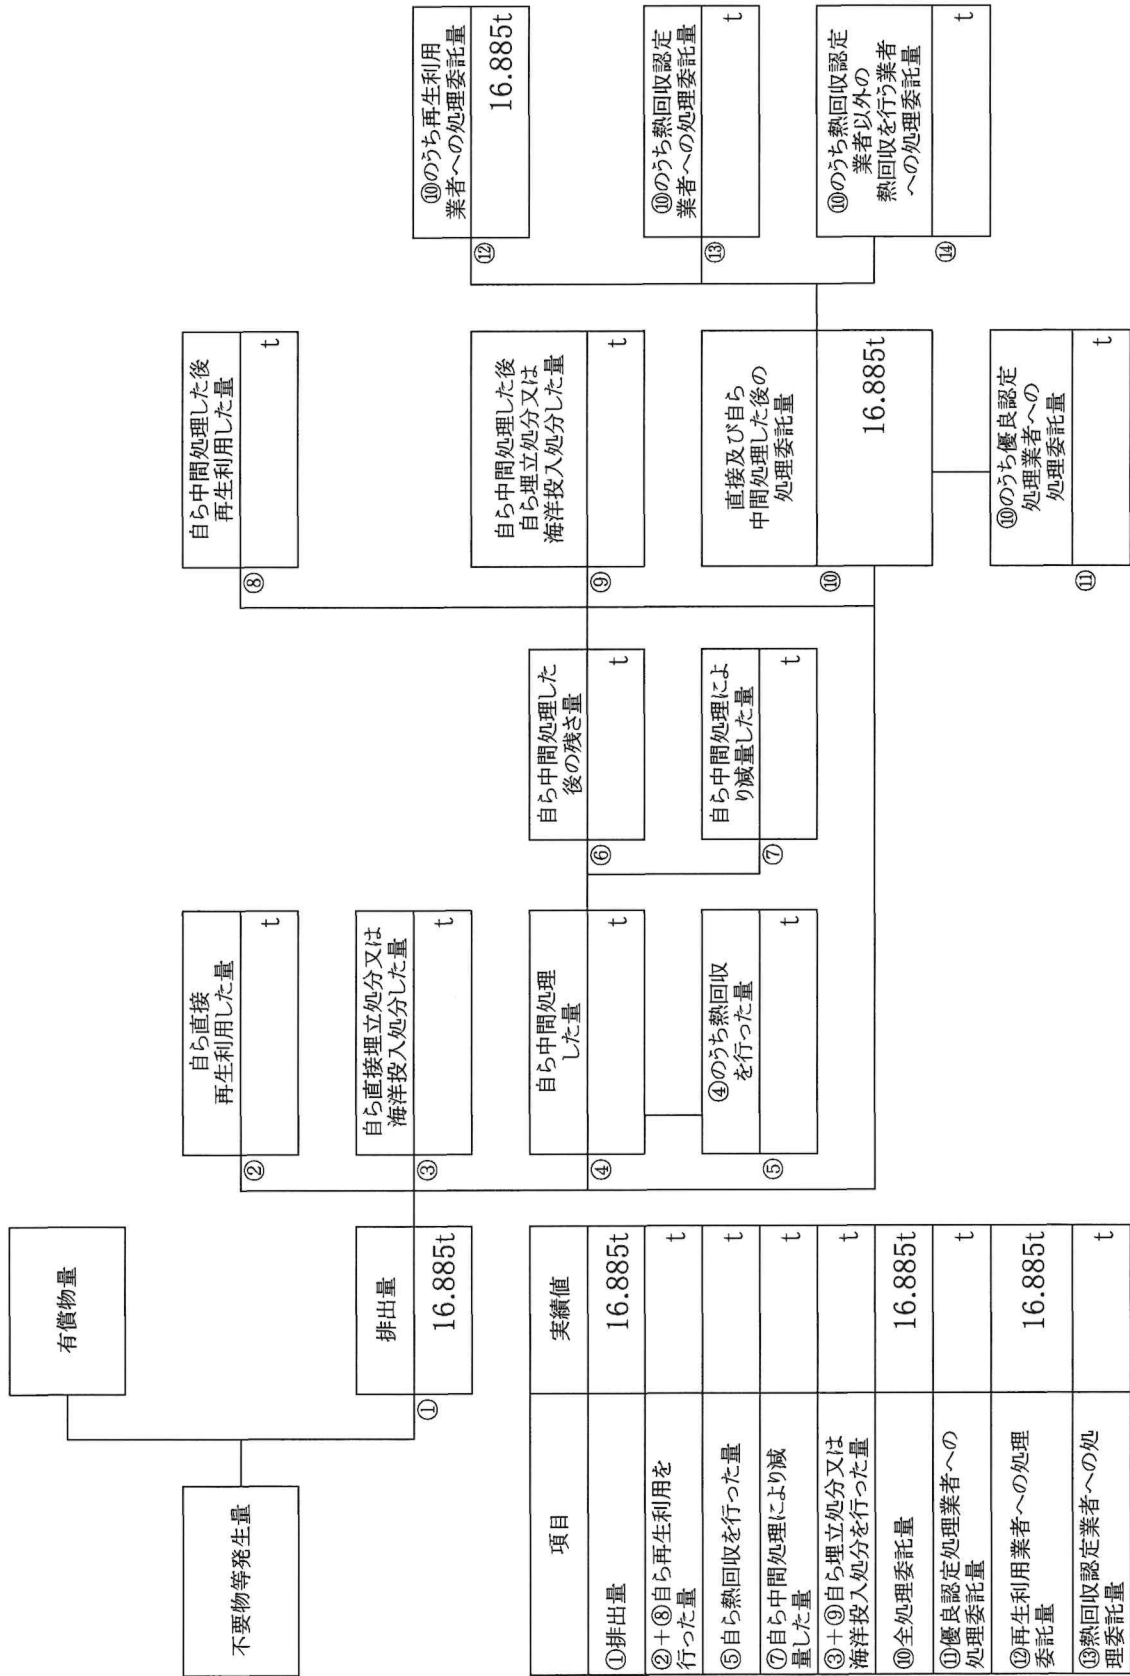 不要物等発生量
有償物量
①
排出量
16.885t
②
自ら直接
再生利用した量
t
③
自ら直接埋立処分又は
海洋投入処分した量
t
④
自ら中間処理
した量
t
⑤
④のうち熱回収
を行った量
t
⑥
自ら中間処理した
後の残さ量
t
⑦
自ら中間処理によ
り減量した量
t
⑧
自ら中間処理した後
再生利用した量
t
⑨
自ら中間処理した後
自ら埋立処分又は
海洋投入処分した量
t
⑩
直接及び自ら
中間処理した後の
処理委託量
16.885t
⑪
⑩のうち優良認定
処理業者への
処理委託量
t
⑫
⑩のうち再生利用
業者への処理委託量
16.885t
⑬
⑩のうち熱回収認定
業者への処理委託量
t
⑭
⑩のうち熱回収認定
業者以外の
熱回収を行う業者
への処理委託量
t
項目 実績値
①排出量 16.885t
②+⑧自ら再生利用を
行った量 t
⑤自ら熱回収を行った量 t
⑦自ら中間処理により減
量した量 t
③+⑨自ら埋立処分又は
海洋投入処分を行った量 t
⑩全処理委託量 16.885t
⑪優良認定処理業者への
処理委託量 t
⑫再生利用業者への処理
委託量 16.885t
⑬熱回収認定業者への処
理委託量 t